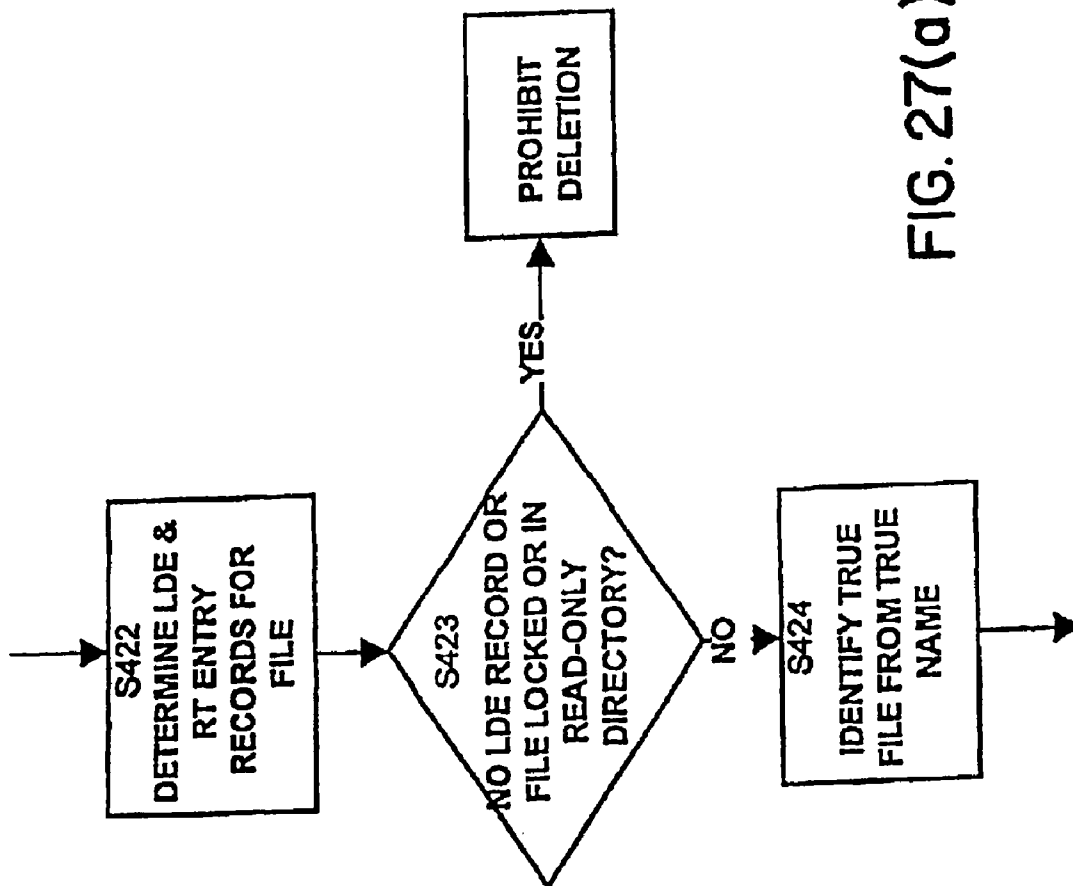 S422
DETERMINE LDE &
RT ENTRY
RECORDS FOR
FILE
S423
NO LDE RECORD OR
FILE LOCKED OR IN
READ-ONLY
DIRECTORY?
YES
PROHIBIT
DELETION
NO
S424
IDENTIFY TRUE
FILE FROM TRUE
NAME
FIG. 27(a)